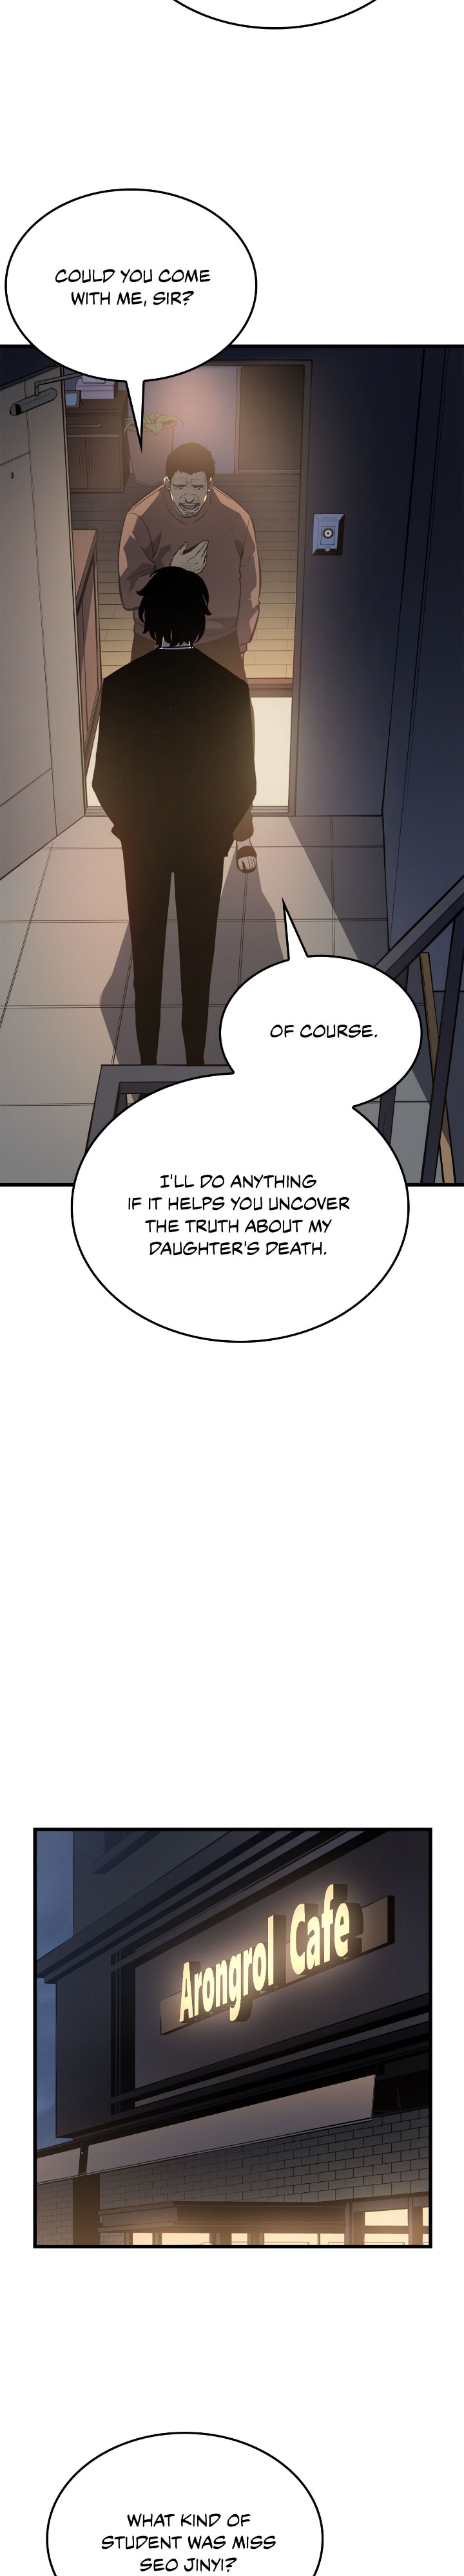 COULD YOU COME
WITH ME, SIR?
OF COURSE.
I'LL DO ANYTHING
IF IT HELPS YOU UNCOVER
THE TRUTH ABOUT MY
DAUGHTER'S DEATH.
Arongrol Cafe
WHAT KIND OF
STUDENT WAS MISS
SEO JINYI?